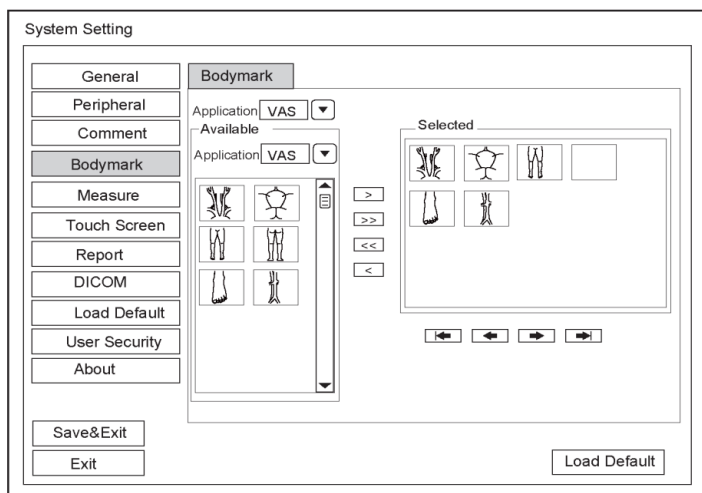 System Setting
General
Peripheral
Comment
Bodymark
Measure
Touch Screen
Report
DICOM
Load Default
User Security
About
Save&Exit
Exit
Bodymark
Application VAS
Available
Application VAS
>
>>
<<
<
Selected
Load Default